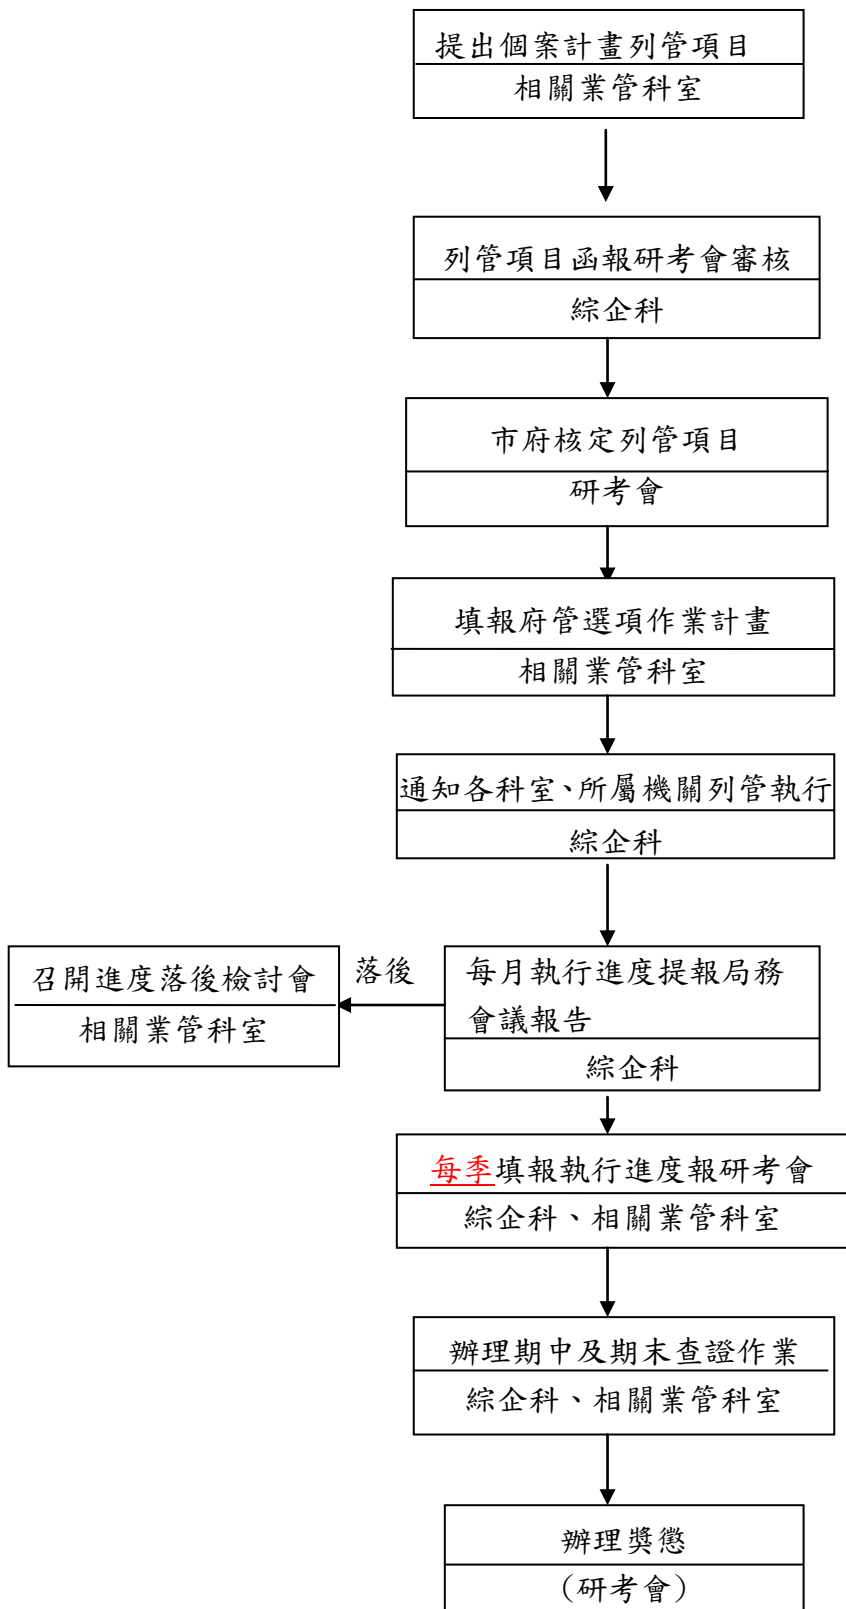 提出個案計畫列管項目
相關業管科室
列管項目函報研考會審核
綜企科
市府核定列管項目
研考會
填報府管選項作業計畫
相關業管科室
通知各科室、所屬機關列管執行
綜企科
每月執行進度提報局務
會議報告
綜企科
落後
召開進度落後檢討會
相關業管科室
每季填報執行進度報研考會
綜企科、相關業管科室
辦理期中及期末查證作業
綜企科、相關業管科室
辦理獎懲
（研考會）